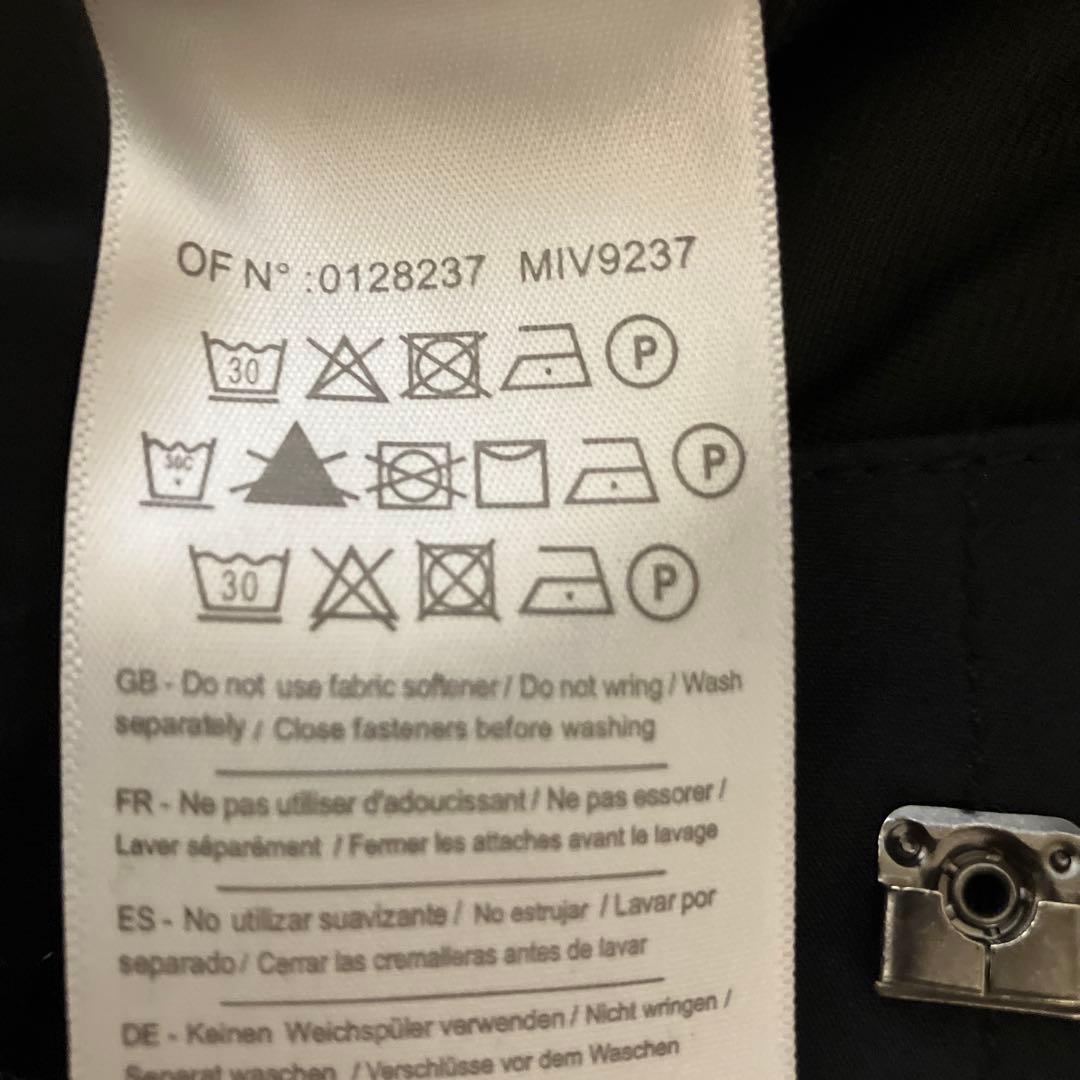 OF N° :0128237 MIV9237
30 P
30C P
30 P
GB - Do not use fabric softener / Do not wring / Wash
separately / Close fasteners before washing
FR - Ne pas utiliser d'adoucissant / Ne pas essorer /
Laver séparément / Fermer les attaches avant le lavage
ES - No utilizar suavizante / No estrujar / Lavar por
separado / Cerrar las cremalleras antes de lavar
DE - Keinen Weichspüler verwenden / Nicht wringen /
Separat waschen / Verschlüsse vor dem Waschen